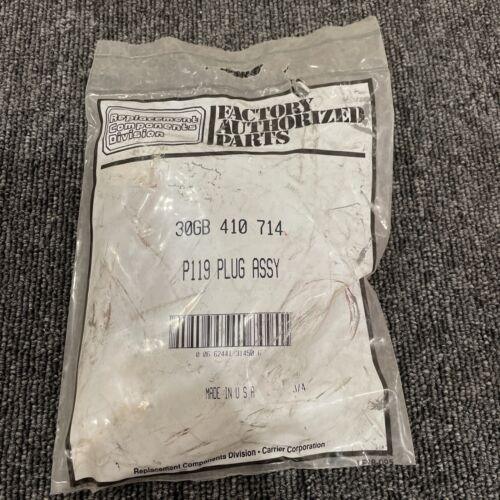 Replacement
Components
Division
FACTORY
AUTHORIZED
PARTS
30GB 410 714
P119 PLUG ASSY
MADE IN U S A
Replacement Components Division - Carrier Corporation